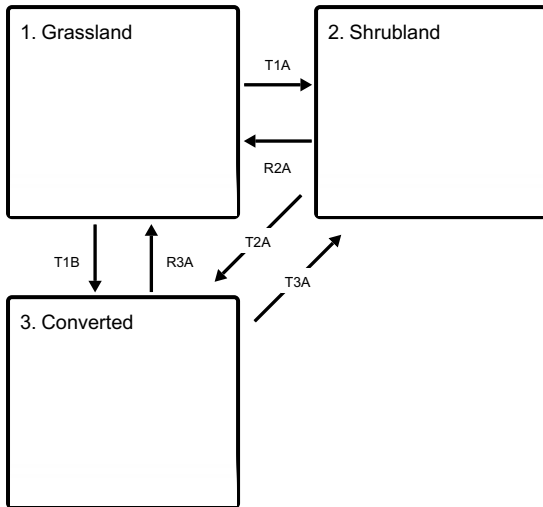 1. Grassland
2. Shrubland
T1A
R2A
T1B
R3A
T2A
T3A
3. Converted